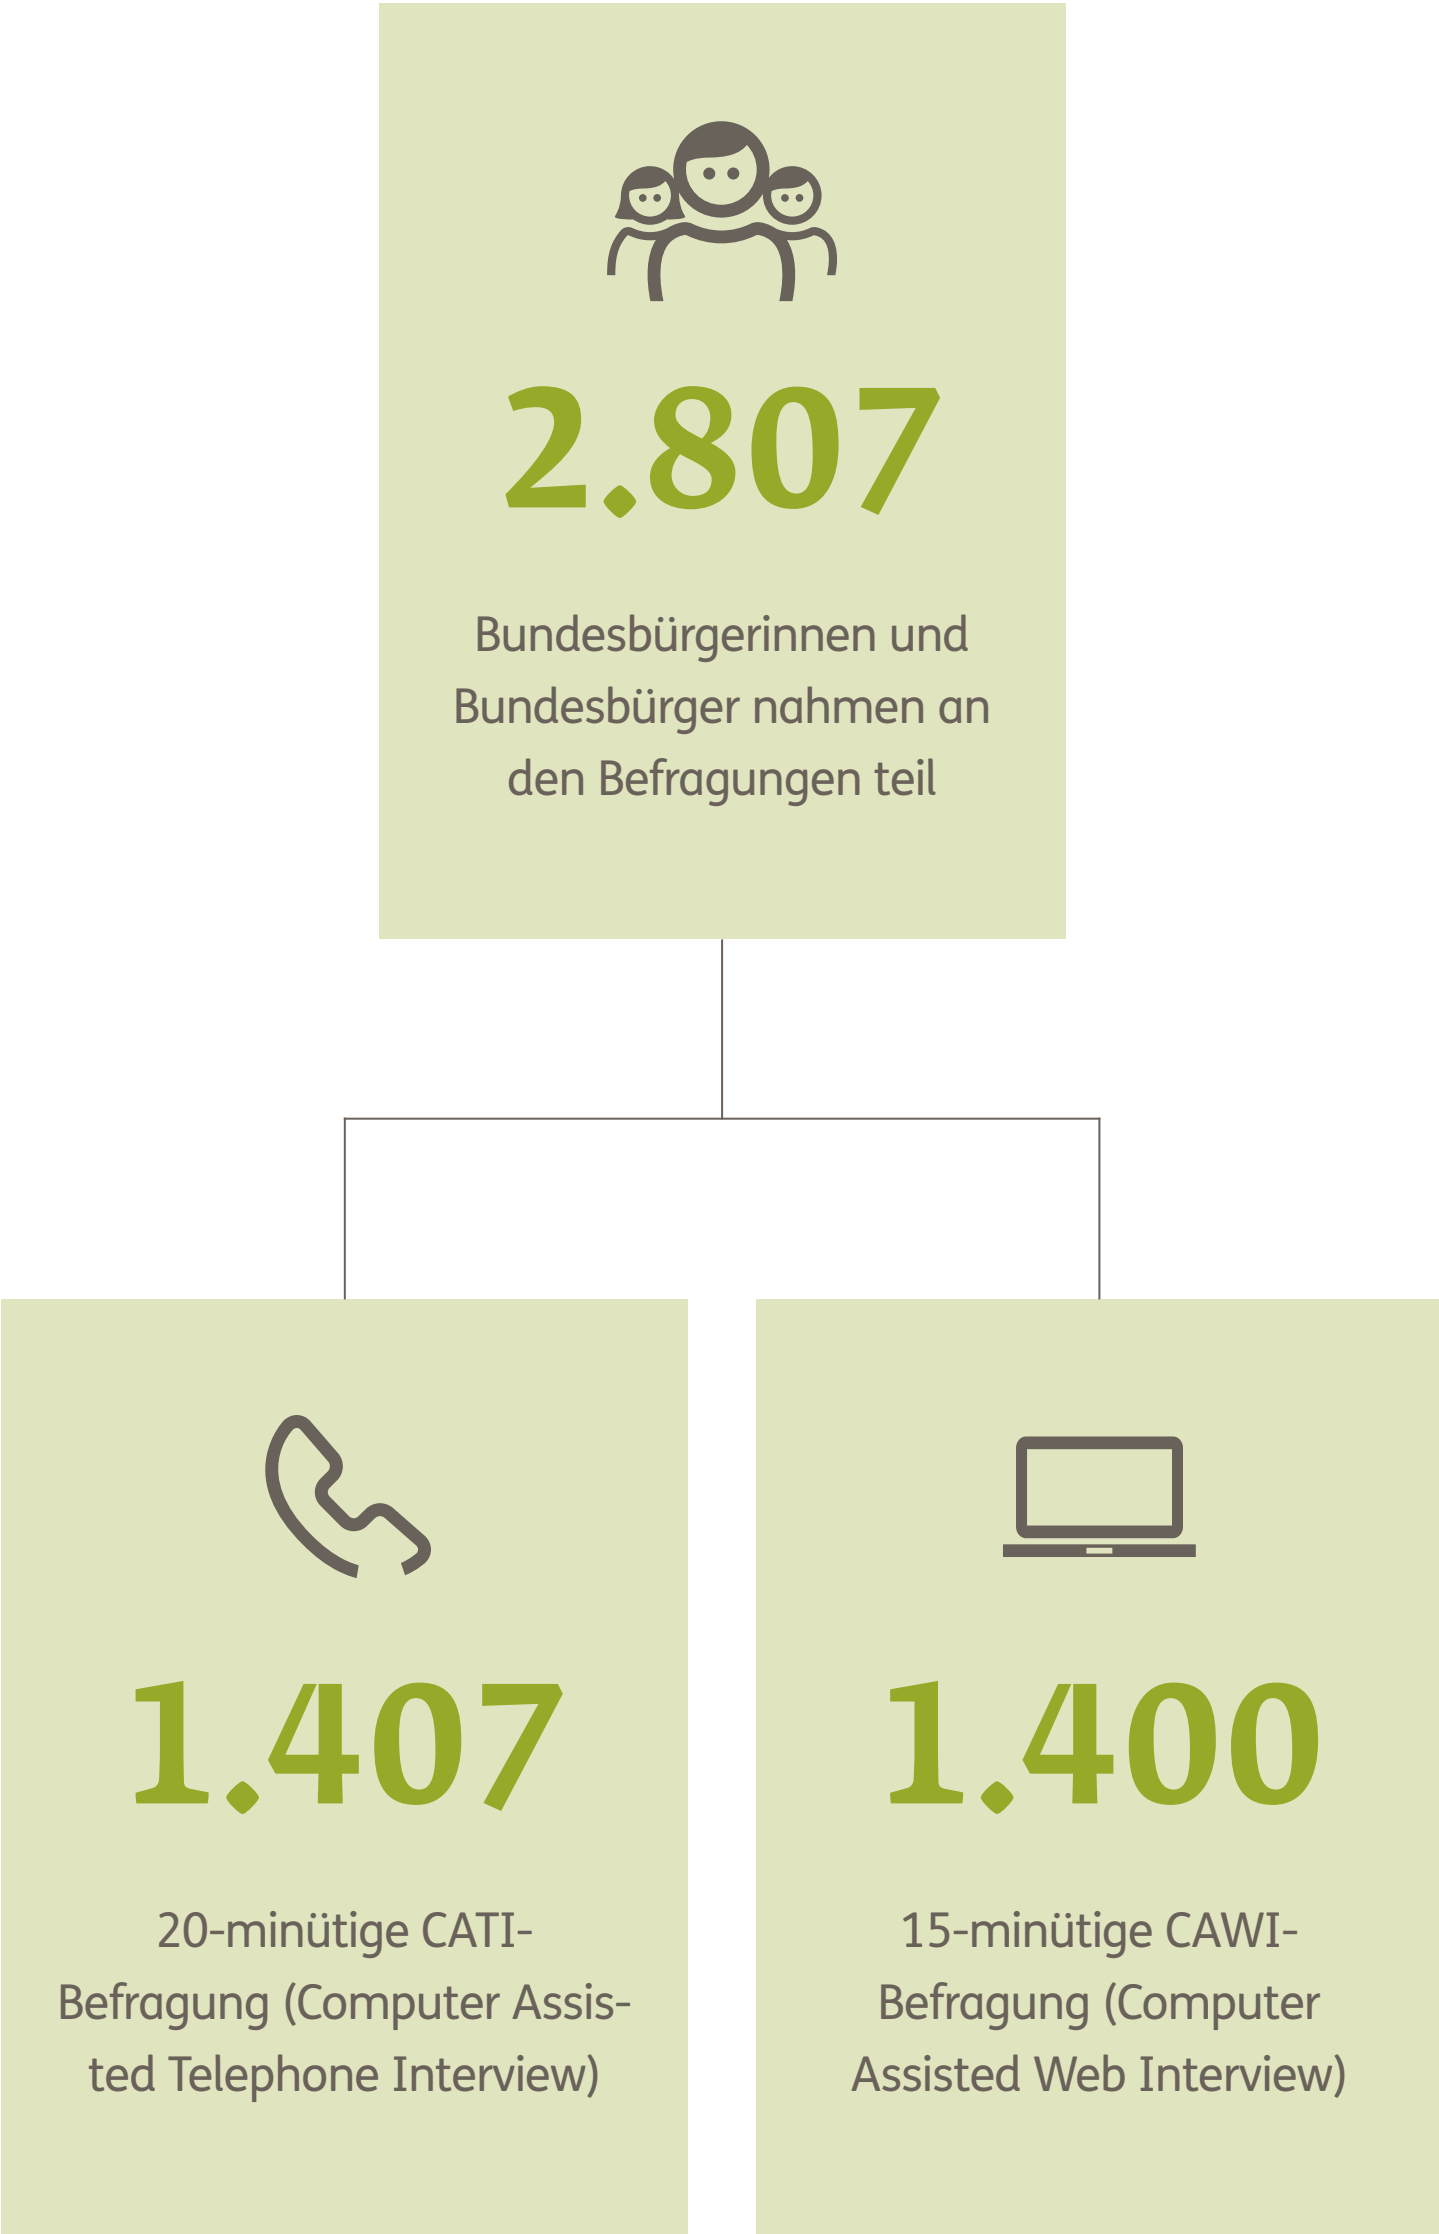 2.807
Bundesbürgerinnen und
Bundesbürger nahmen an
den Befragungen teil
1.407
20-minütige CATI-
Befragung (Computer Assis-
ted Telephone Interview)
1.400
15-minütige CAWI-
Befragung (Computer
Assisted Web Interview)